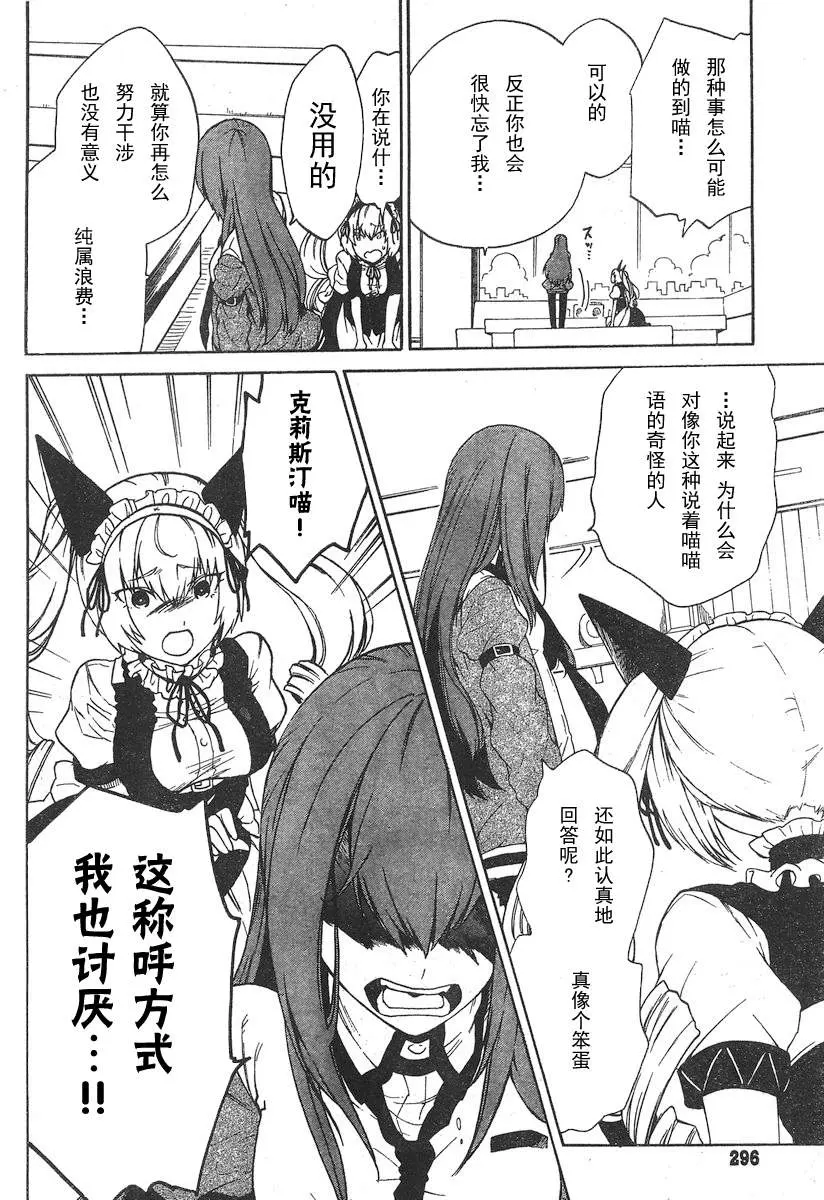 那种事怎么可能
做的到喵…
可以的
反正你也会
很快忘了我…
スッ…
你在说什…
没用的
就算你再怎么
努力干涉
也没有意义
纯属浪费…
…说起来 为什么会
对像你这种说着喵喵
语的奇怪的人
还如此认真地
回答呢?
真像个笨蛋
克莉斯汀喵!
这称呼方式
我也讨厌…!!
296